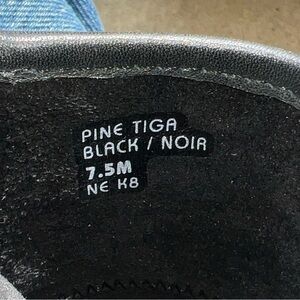 PINE TIGA
BLACK / NOIR
7.5M
NE K8